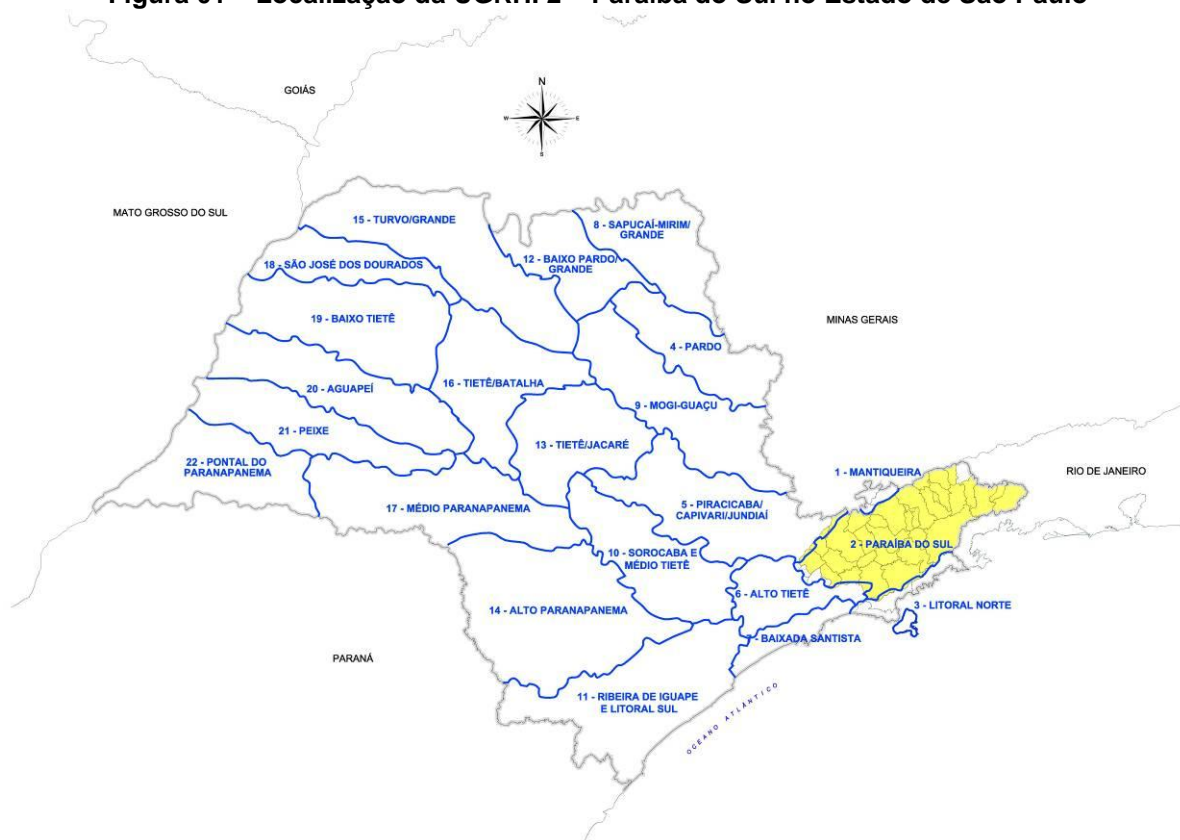 Figura 01 – Localização da UGRHI 2 – Paraíba do Sul no Estado de São Paulo
GOIÁS
N
W
E
S
MATO GROSSO DO SUL
15 - TURVO/GRANDE
8 - SAPUCAÍ-MIRIM/
GRANDE
12 - BAIXO PARDO/
GRANDE
18 - SÃO JOSÉ DOS DOURADOS
19 - BAIXO TIETÊ
MINAS GERAIS
4 - PARDO
16 - TIETÊ/BATALHA
20 - AGUAPEÍ
9 - MOGI-GUAÇU
21 - PEIXE
13 - TIETÊ/JACARÉ
22 - PONTAL DO
PARANAPANEMA
1 - MANTIQUEIRA
RIO DE JANEIRO
17 - MÉDIO PARANAPANEMA
5 - PIRACICABA/
CAPIVARI/JUNDIAÍ
2 - PARAÍBA DO SUL
10 - SOROCABA E
MÉDIO TIETÊ
6 - ALTO TIETÊ
3 - LITORAL NORTE
14 - ALTO PARANAPANEMA
7 - BAIXADA SANTISTA
PARANÁ
11 - RIBEIRA DE IGUAPE
E LITORAL SUL
OCEANO ATLÂNTICO